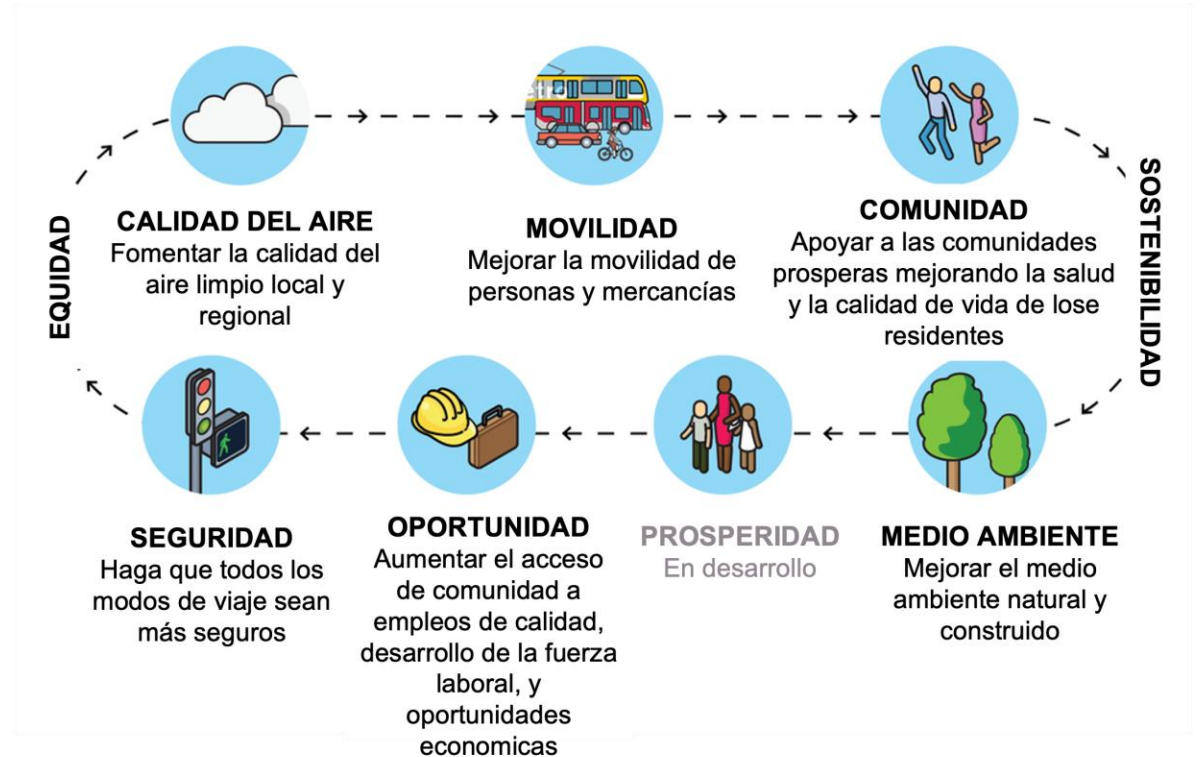 etro
CALIDAD DEL AIRE
Fomentar la calidad del
aire limpio local y
regional
MOVILIDAD
Mejorar la movilidad de
personas y mercancías
COMUNIDAD
Apoyar a las comunidades
prosperas mejorando la salud
y la calidad de vida de lose
residentes
SOSTENIBILIDAD
EQUIDAD
SEGURIDAD
Haga que todos los
modos de viaje sean
más seguros
OPORTUNIDAD
Aumentar el acceso
de comunidad a
empleos de calidad,
desarrollo de la fuerza
laboral, y
oportunidades
economicas
PROSPERIDAD
En desarrollo
MEDIO AMBIENTE
Mejorar el medio
ambiente natural y
construido